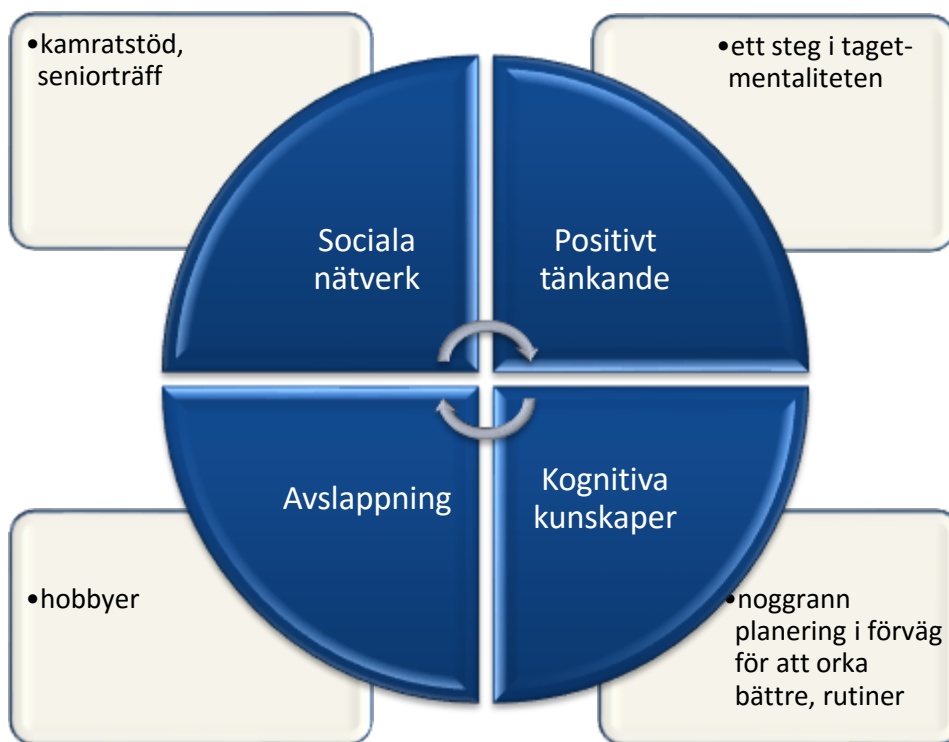 •kamratstöd,
seniorträff
•ett steg i taget-
mentaliteten
Sociala
nätverk
Positivt
tänkande
Avslappning
Kognitiva
kunskaper
•hobbyer
•noggrann
planering i förväg
för att orka
bättre, rutiner